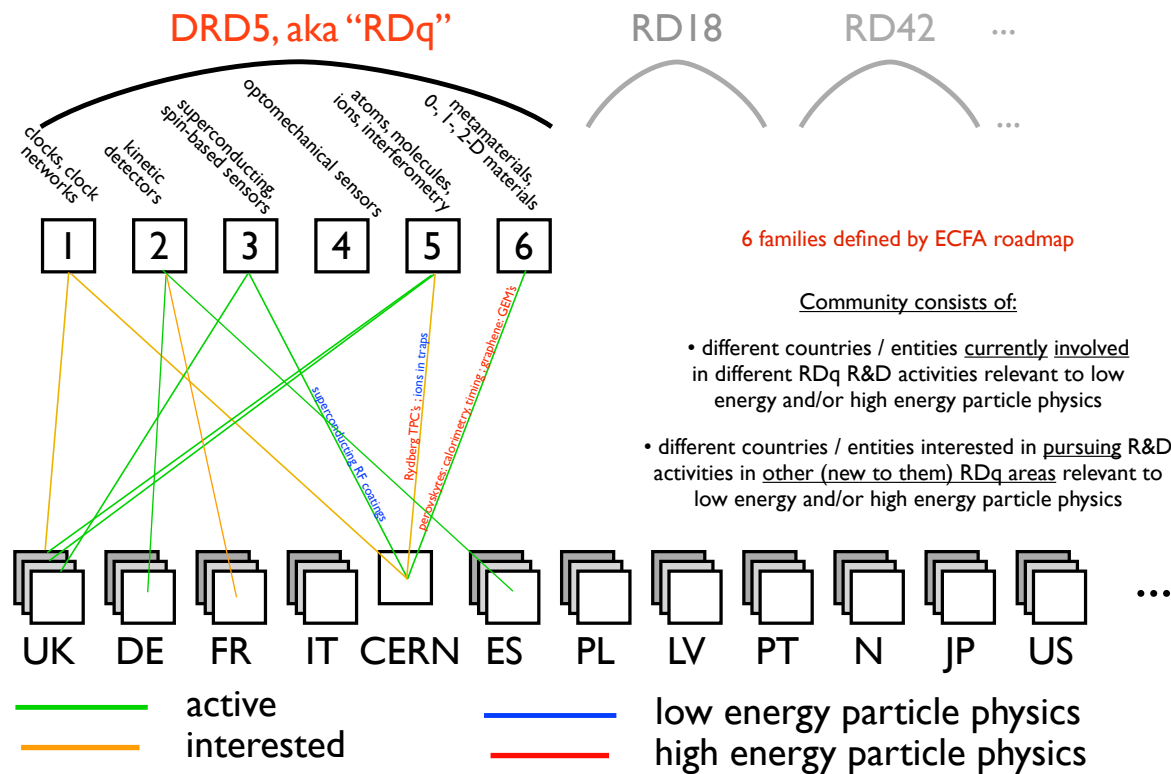 DRD5, aka “RDq”
RD18
RD42
...
clocks, clock
networks
kinetic
detectors
superconducting,
spin-based sensors
optomechanical sensors
atoms, molecules,
ions, interferometry
metamaterials,
0-, 1-, 2-D materials
...
1
2
3
4
5
6
6 families defined by ECFA roadmap
Community consists of:
• different countries / entities currently involved
in different RDq R&D activities relevant to low
energy and/or high energy particle physics
• different countries / entities interested in pursuing R&D
activities in other (new to them) RDq areas relevant to
low energy and/or high energy particle physics
superconducting RF coatings
Rydberg TPC's ; ions in traps
perovskytes: calorimetry, timing ; graphene: GEM's
...
UK
DE
FR
IT
CERN
ES
PL
LV
PT
N
JP
US
active
interested
low energy particle physics
high energy particle physics